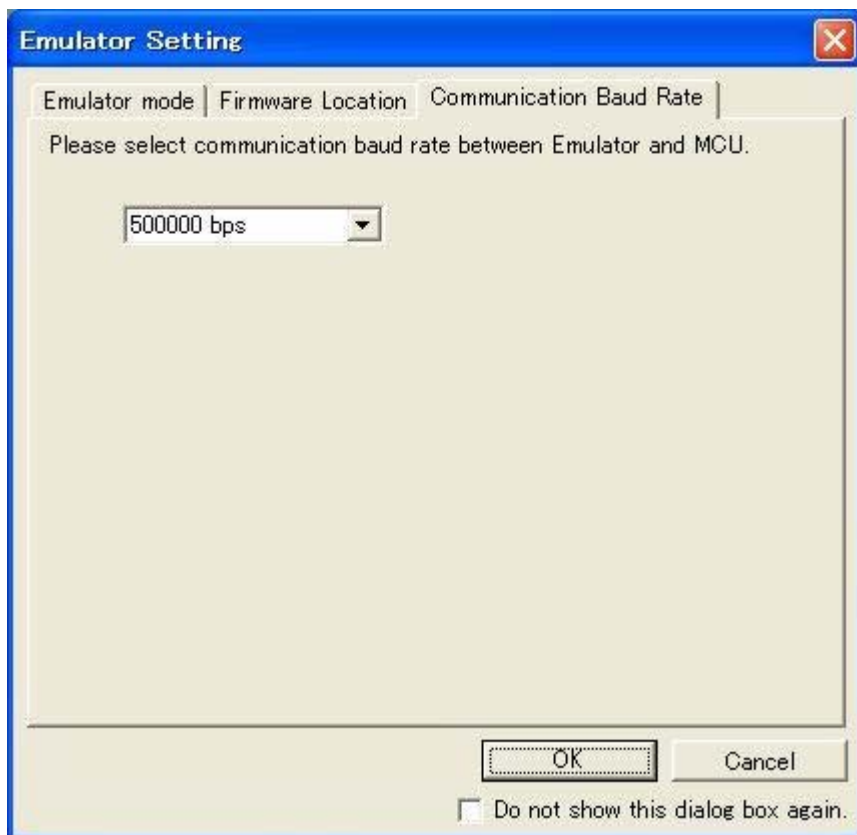 Emulator Setting
Emulator mode Firmware Location Communication Baud Rate
Please select communication baud rate between Emulator and MCU.
500000 bps
OK Cancel
Do not show this dialog box again.